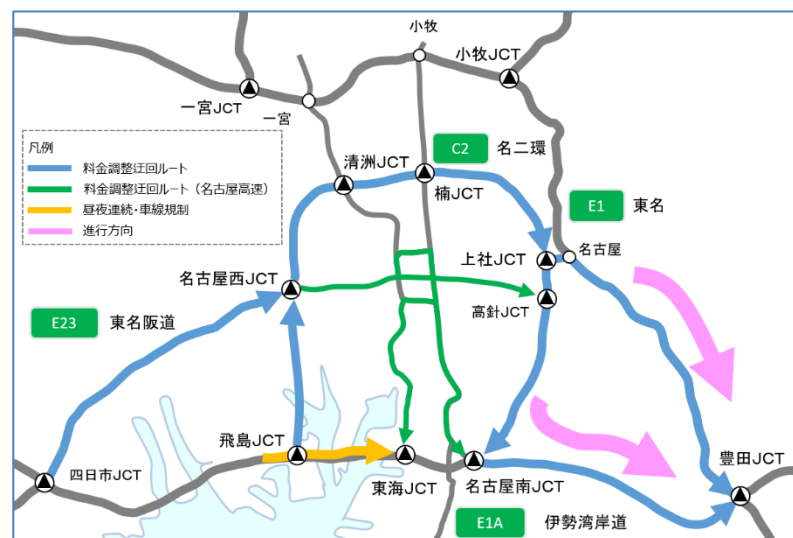 小牧
小牧JCT
一宮JCT
一宮
凡例
料金調整迂回ルート
料金調整迂回ルート（名古屋高速）
昼夜連続・車線規制
進行方向
清洲JCT
C2
名二環
楠JCT
E1
東名
上社JCT
名古屋
名古屋西JCT
高針JCT
E23
東名阪道
飛島JCT
四日市JCT
東海JCT
名古屋南JCT
豊田JCT
E1A
伊勢湾岸道